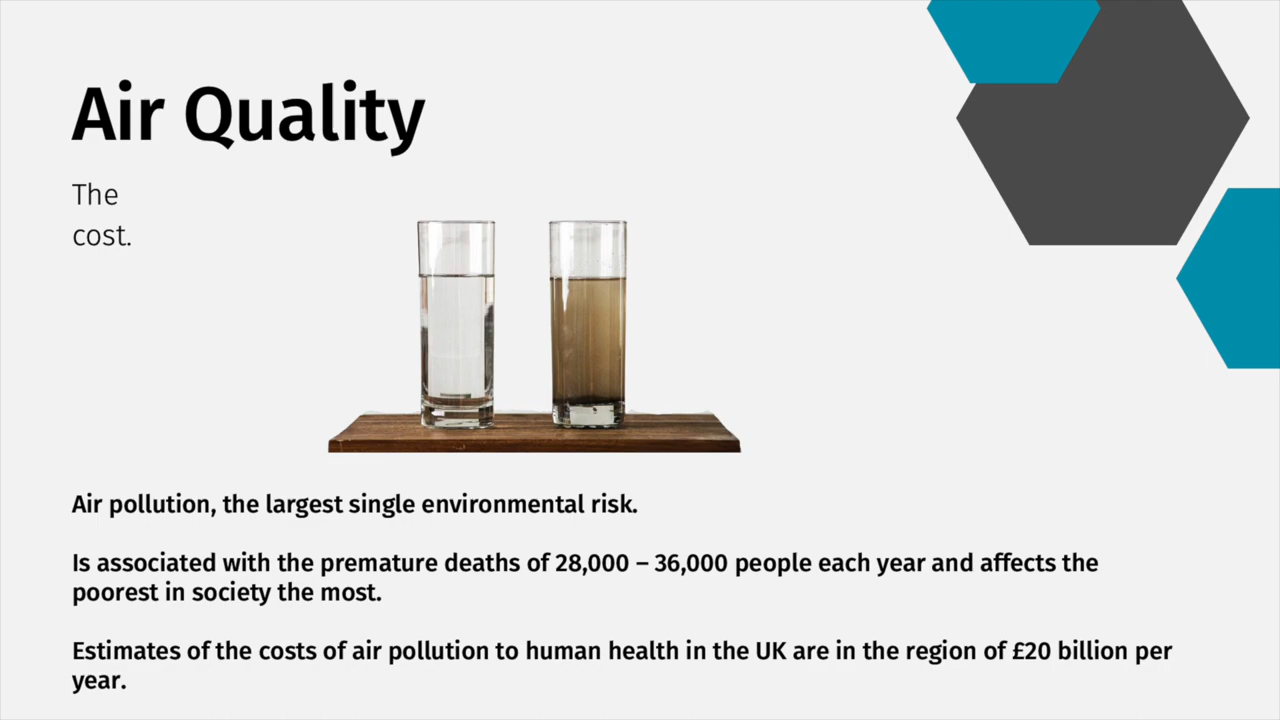 Air Quality
The
cost.
Air pollution, the largest single environmental risk.
Is associated with the premature deaths of 28,000 – 36,000 people each year and affects the
poorest in society the most.
Estimates of the costs of air pollution to human health in the UK are in the region of £20 billion per
year.